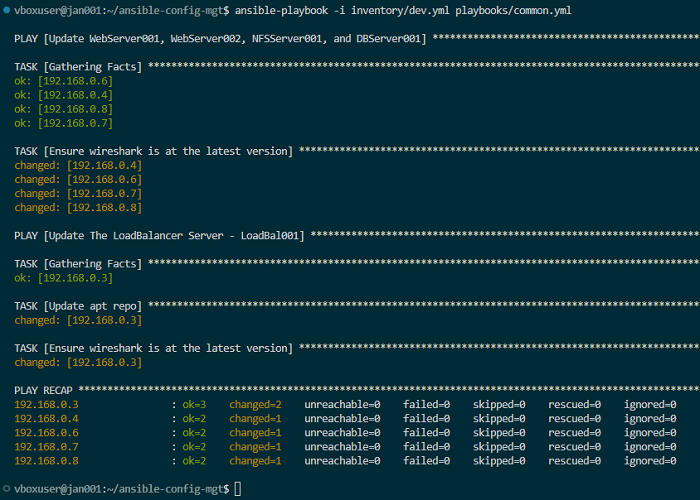 vboxuser@jan001:~/ansible-config-mgt$ ansible-playbook -i inventory/dev.yml playbooks/common.yml
PLAY [Update WebServer001, WebServer002, NFSServer001, and DBServer001] **********************************************
TASK [Gathering Facts] **********************************************************************************************
ok: [192.168.0.6]
ok: [192.168.0.4]
ok: [192.168.0.8]
ok: [192.168.0.7]
TASK [Ensure wireshark is at the latest version] *********************************************************************
changed: [192.168.0.4]
changed: [192.168.0.6]
changed: [192.168.0.7]
changed: [192.168.0.8]
PLAY [Update The LoadBalancer Server - LoadBal001] *******************************************************************
TASK [Gathering Facts] **********************************************************************************************
ok: [192.168.0.3]
TASK [Update apt repo] **********************************************************************************************
changed: [192.168.0.3]
TASK [Ensure wireshark is at the latest version] *********************************************************************
changed: [192.168.0.3]
PLAY RECAP **********************************************************************************************************
192.168.0.3 : ok=3 changed=2 unreachable=0 failed=0 skipped=0 rescued=0 ignored=0
192.168.0.4 : ok=2 changed=1 unreachable=0 failed=0 skipped=0 rescued=0 ignored=0
192.168.0.6 : ok=2 changed=1 unreachable=0 failed=0 skipped=0 rescued=0 ignored=0
192.168.0.7 : ok=2 changed=1 unreachable=0 failed=0 skipped=0 rescued=0 ignored=0
192.168.0.8 : ok=2 changed=1 unreachable=0 failed=0 skipped=0 rescued=0 ignored=0
vboxuser@jan001:~/ansible-config-mgt$